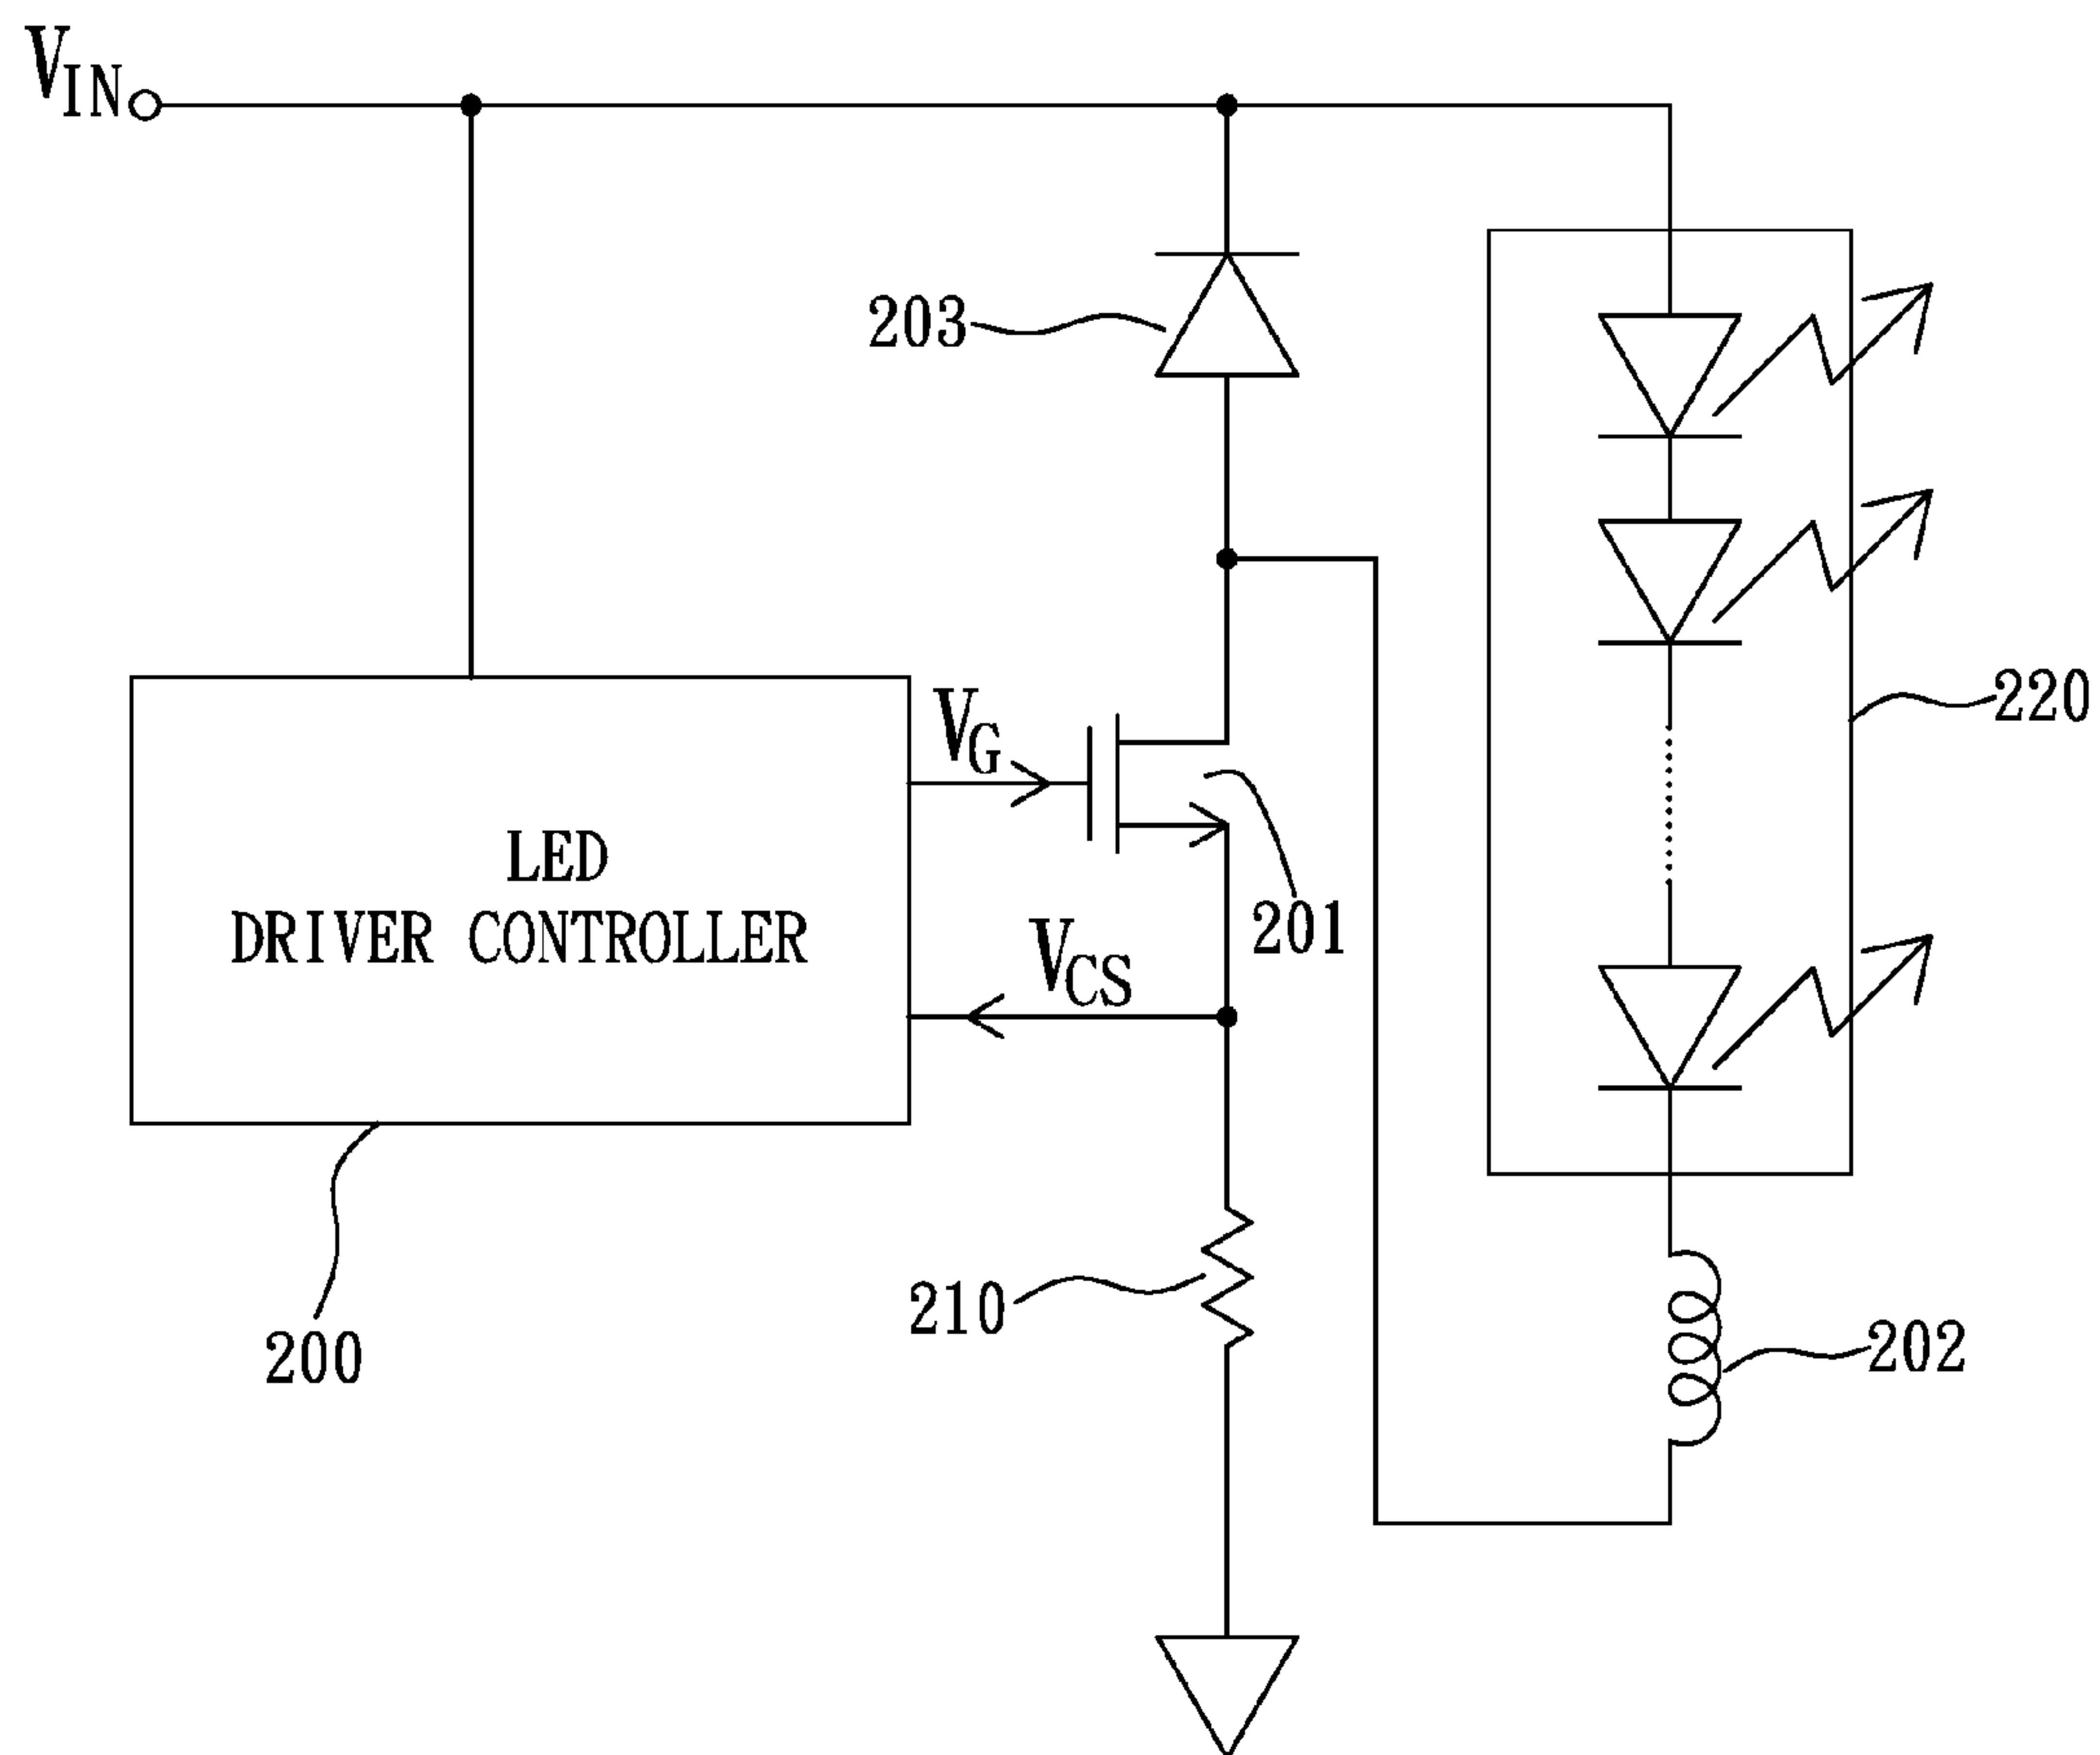 VIN
203
220
VG
LED
DRIVER CONTROLLER
201
VCS
210
200
202